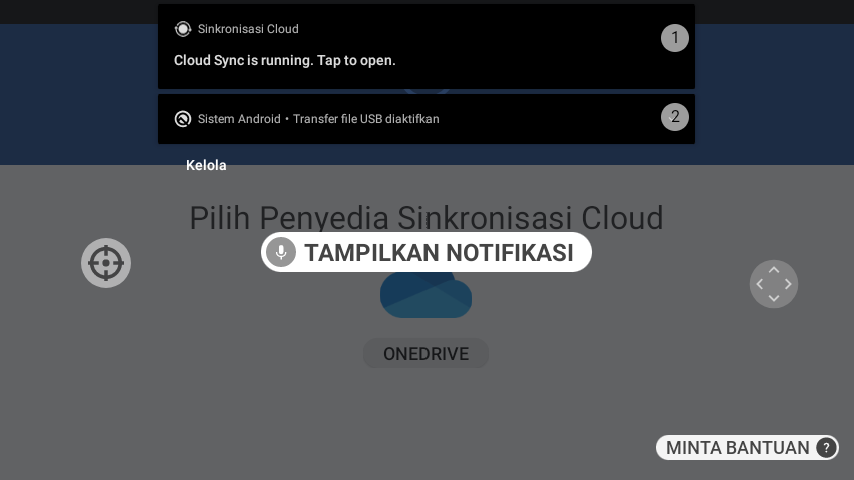 Sinkronisasi Cloud
1
Cloud Sync is running. Tap to open.
Sistem Android • Transfer file USB diaktifkan
2
Kelola
Pilih Penyedia Sinkronisasi Cloud
TAMPILKAN NOTIFIKASI
ONEDRIVE
MINTA BANTUAN ?